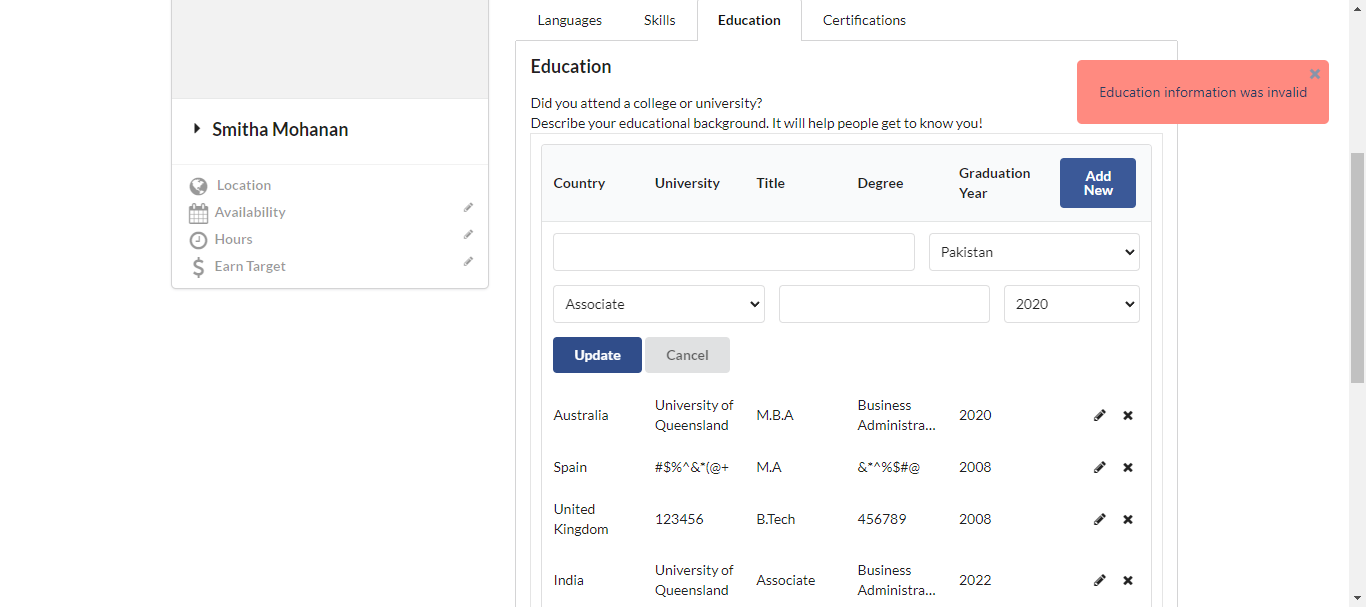 Languages
Skills
Education
Certifications
Education
Did you attend a college or university?
Describe your educational background. It will help people get to know you!
Education information was invalid
Smitha Mohanan
Location
Availability
Hours
Earn Target
Country
University
Title
Degree
Graduation
Year
Add
New
Pakistan
Associate
2020
Update
Cancel
Australia
University of
Queensland
M.B.A
Business
Administra...
2020
Spain
#$%^&*(@+
M.A
&*^%$#@
2008
United
Kingdom
123456
B.Tech
456789
2008
India
University of
Queensland
Associate
Business
Administra...
2022